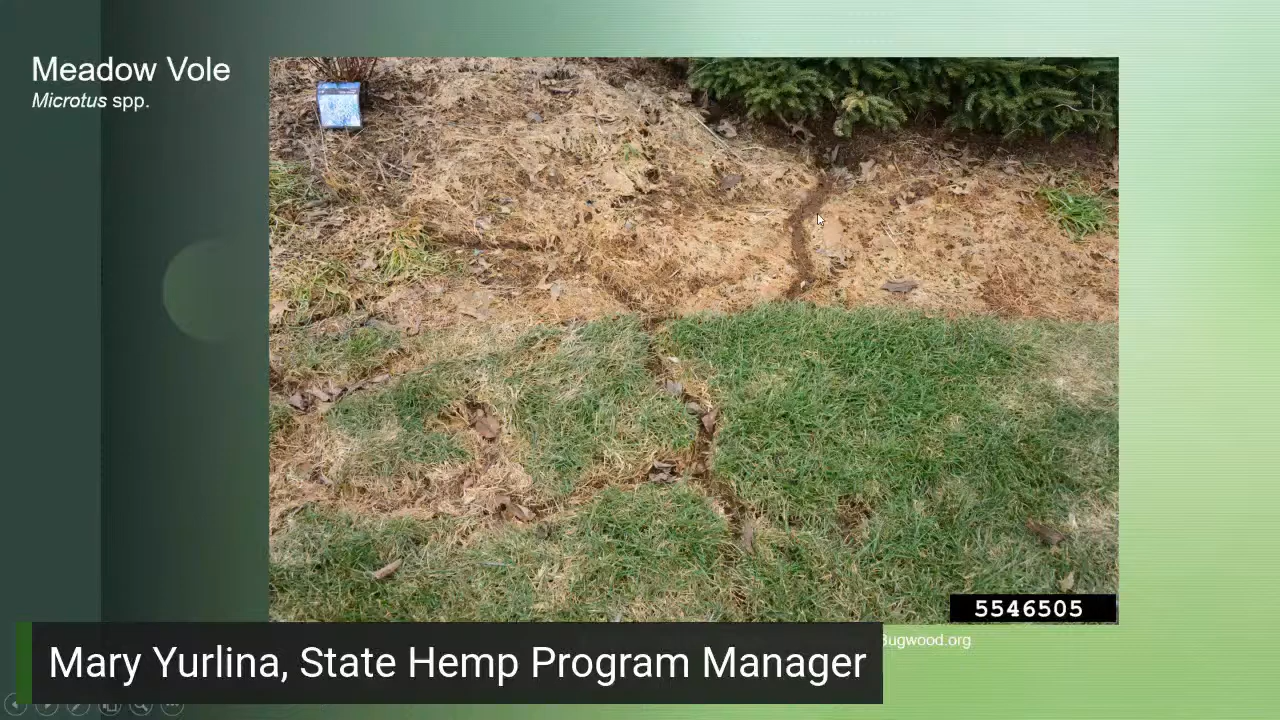 Meadow Vole
Microtus spp.
5546505
Bugwood.org
Mary Yurlina, State Hemp Program Manager